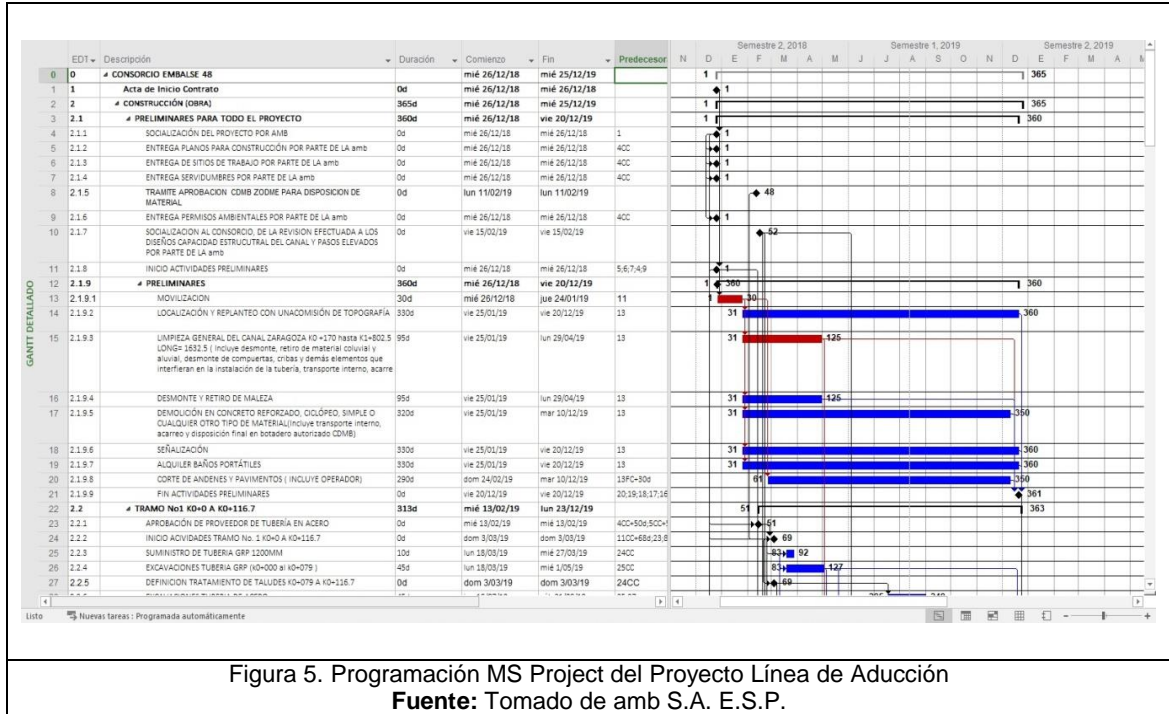 Semestre 2, 2018 Semestre 1, 2019 Semestre 2, 2019
EDT Descripción Duración Comienzo Fin Predecesor N D E F M A M J J A S O N D E F M A
0 0 CONSORCIO EMBALSE 48 mié 26/12/18 mié 25/12/19 1 365
1 1 Acta de Inicio Contrato 0d mié 26/12/18 mié 26/12/18 1
2 2 CONSTRUCCIÓN (OBRA) 365d mié 26/12/18 mié 25/12/19 1 365
3 2.1 PRELIMINARES PARA TODO EL PROYECTO 360d mié 26/12/18 vie 20/12/19 1 360
4 2.1.1 SOCIALIZACIÓN DEL PROYECTO POR AMB 0d mié 26/12/18 mié 26/12/18 1 1
5 2.1.2 ENTREGA PLANOS PARA CONSTRUCCIÓN POR PARTE DE LA amb 0d mié 26/12/18 mié 26/12/18 4CC 1
6 2.1.3 ENTREGA DE SITIOS DE TRABAJO POR PARTE DE LA amb 0d mié 26/12/18 mié 26/12/18 4CC 1
7 2.1.4 ENTREGA SERVIDUMBRES POR PARTE DE LA amb 0d mié 26/12/18 mié 26/12/18 4CC 1
8 2.1.5 TRAMITE APROBACION CDMB ZODME PARA DISPOSICION DE 0d lun 11/02/19 lun 11/02/19 48
MATERIAL
9 2.1.6 ENTREGA PERMISOS AMBIENTALES POR PARTE DE LA amb 0d mié 26/12/18 mié 26/12/18 4CC 1
10 2.1.7 SOCIALIZACION AL CONSORCIO, DE LA REVISION EFECTUADA A LOS 0d vie 15/02/19 vie 15/02/19 52
DISEÑOS CAPACIDAD ESTRUCUTRAL DEL CANAL Y PASOS ELEVADOS
POR PARTE DE LA amb
11 2.1.8 INICIO ACTIVIDADES PRELIMINARES 0d mié 26/12/18 mié 26/12/18 5;6;7;4;9 1
12 2.1.9 PRELIMINARES 360d mié 26/12/18 vie 20/12/19 1 360 360
13 2.1.9.1 MOVILIZACION 30d mié 26/12/18 jue 24/01/19 11 1 30
14 2.1.9.2 LOCALIZACIÓN Y REPLANTEO CON UNACOMISIÓN DE TOPOGRAFÍA 330d vie 25/01/19 vie 20/12/19 13 31 360
15 2.1.9.3 LIMPIEZA GENERAL DEL CANAL ZARAGOZA K0 +170 hasta K1+802.5 95d vie 25/01/19 lun 29/04/19 13 31 125
LONG= 1632.5 ( Incluye desmonte, retiro de material coluvial y
aluvial, desmonte de compuertas, cribas y demás elementos que
interfieran en la instalación de la tubería, transporte interno, acarre
16 2.1.9.4 DESMONTE Y RETIRO DE MALEZA 95d vie 25/01/19 lun 29/04/19 13 31 125
17 2.1.9.5 DEMOLICIÓN EN CONCRETO REFORZADO, CICLÓPEO, SIMPLE O 320d vie 25/01/19 mar 10/12/19 13 31 350
CUALQUIER OTRO TIPO DE MATERIAL(Incluye transporte interno,
acarreo y disposición final en botadero autorizado CDMB)
18 2.1.9.6 SEÑALIZACIÓN 330d vie 25/01/19 vie 20/12/19 13 31 360
19 2.1.9.7 ALQUILER BAÑOS PORTÁTILES 330d vie 25/01/19 vie 20/12/19 13 31 360
20 2.1.9.8 CORTE DE ANDENES Y PAVIMENTOS ( INCLUYE OPERADOR) 290d dom 24/02/19 mar 10/12/19 13FC+30d 61 350
21 2.1.9.9 FIN ACTIVIDADES PRELIMINARES 0d vie 20/12/19 vie 20/12/19 20;19;18;17;16 361
22 2.2 TRAMO No1 K0+0 A K0+116.7 313d mié 13/02/19 lun 23/12/19 51 363
23 2.2.1 APROBACIÓN DE PROVEEDOR DE TUBERÍA EN ACERO 0d mié 13/02/19 mié 13/02/19 4CC+50d;5CC+ 51
24 2.2.2 INICIO ACIVIDADES TRAMO No. 1 K0+0 A K0+116.7 0d dom 3/03/19 dom 3/03/19 11CC+68d;23;8 69
25 2.2.3 SUMINISTRO DE TUBERIA GRP 1200MM 10d lun 18/03/19 mié 27/03/19 24CC 83 92
26 2.2.4 EXCAVACIONES TUBERIA GRP (k0+000 al k0+079 ) 45d lun 18/03/19 mié 1/05/19 25CC 83 127
27 2.2.5 DEFINICION TRATAMIENTO DE TALUDES K0+079 A K0+116.7 0d dom 3/03/19 dom 3/03/19 24CC 69
GANTT DETALLADO
Listo Nuevas tareas : Programada automáticamente
Figura 5. Programación MS Project del Proyecto Línea de Aducción
Fuente: Tomado de amb S.A. E.S.P.